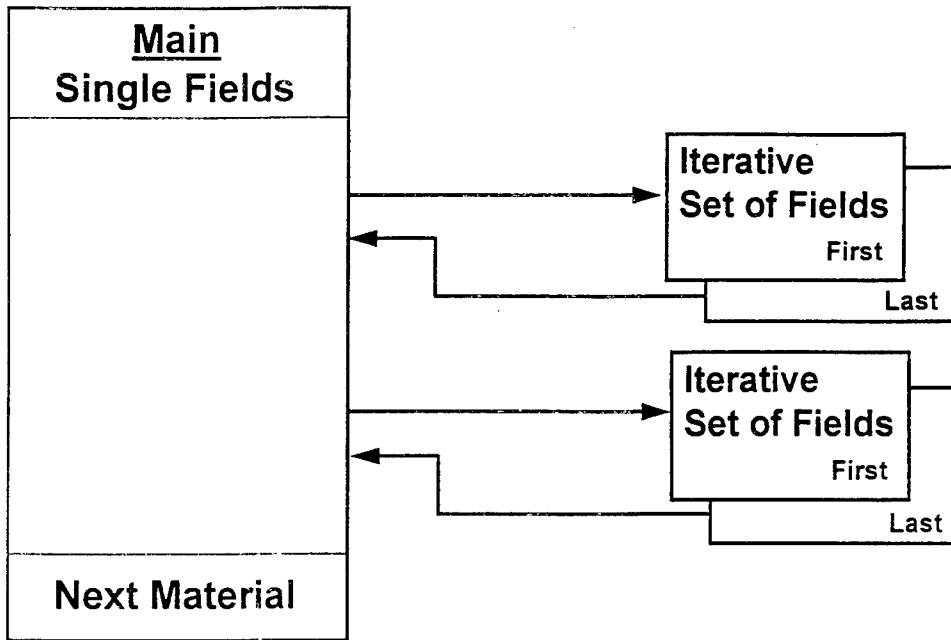 Main
Single Fields
Iterative
Set of Fields
First
Last
Iterative
Set of Fields
First
Last
Next Material